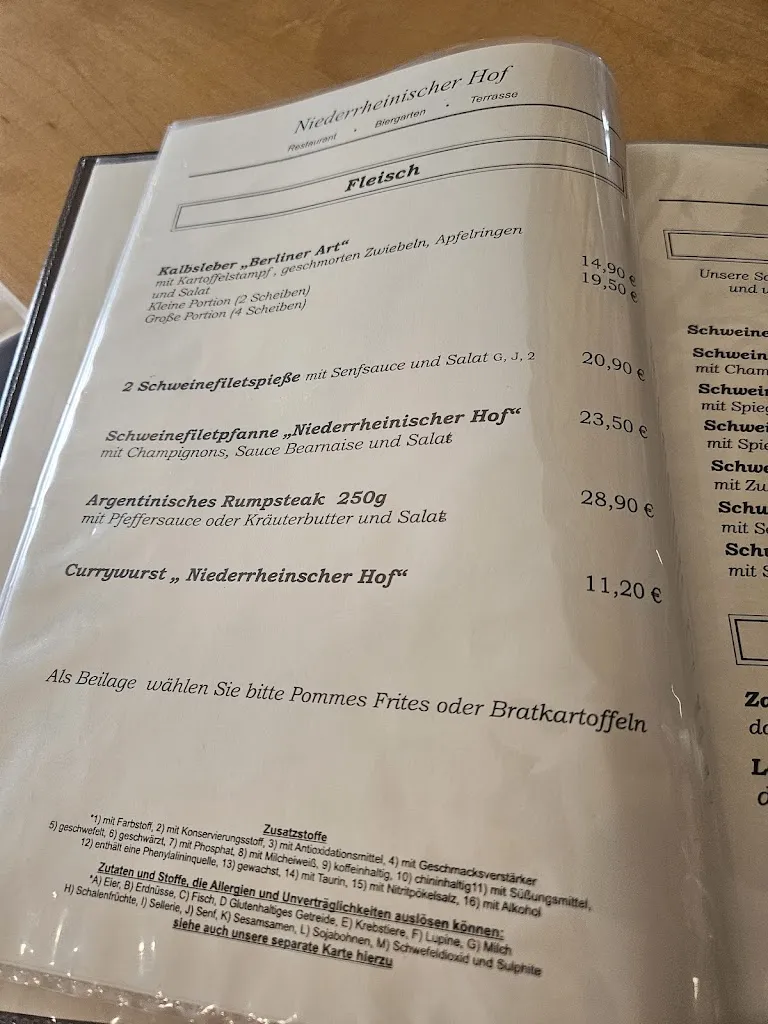 Niederrheinischer Hof
Restaurant • Biergarten • Terrasse
Fleisch
Kalbsleber „Berliner Art“
mit Kartoffelstampf, geschmorten Zwiebeln, Apfelringen
und Salat
Kleine Portion (2 Scheiben) 14,90 €
Große Portion (4 Scheiben) 19,50 €
2 Schweinefiletspieße mit Senfsauce und Salat G, J, 2 20,90 €
Schweinefiletpfanne „Niederrheinischer Hof“ 23,50 €
mit Champignons, Sauce Bearnaise und Salat
Argentinisches Rumpsteak 250g 28,90 €
mit Pfeffersauce oder Kräuterbutter und Salat
Currywurst „ Niederrheinscher Hof“ 11,20 €
Als Beilage wählen Sie bitte Pommes Frites oder Bratkartoffeln
Zusatzstoffe
*1) mit Farbstoff, 2) mit Konservierungsstoff, 3) mit Antioxidationsmittel, 4) mit Geschmacksverstärker
5) geschwefelt, 6) geschwärzt, 7) mit Phosphat, 8) mit Milcheiweiß, 9) koffeinhaltig, 10) chininhaltig11) mit Süßungsmittel,
12) enthält eine Phenylalininquelle, 13) gewachst, 14) mit Taurin, 15) mit Nitritpökelsalz, 16) mit Alkohol
Zutaten und Stoffe, die Allergien und Unverträglichkeiten auslösen können:
*A) Eier, B) Erdnüsse, C) Fisch, D Glutenhaltiges Getreide, E) Krebstiere, F) Lupine, G) Milch
H) Schalenfrüchte, I) Sellerie, J) Senf, K) Sesamsamen, L) Sojabohnen, M) Schwefeldioxid und Sulphite
siehe auch unsere separate Karte hierzu
Unsere Sc
und u
Schweine
Schwein
mit Cham
Schwein
mit Spieg
Schwei
mit Spie
Schwe
mit Zu
Schw
mit S
Sch
mit S
Z
d
L
d